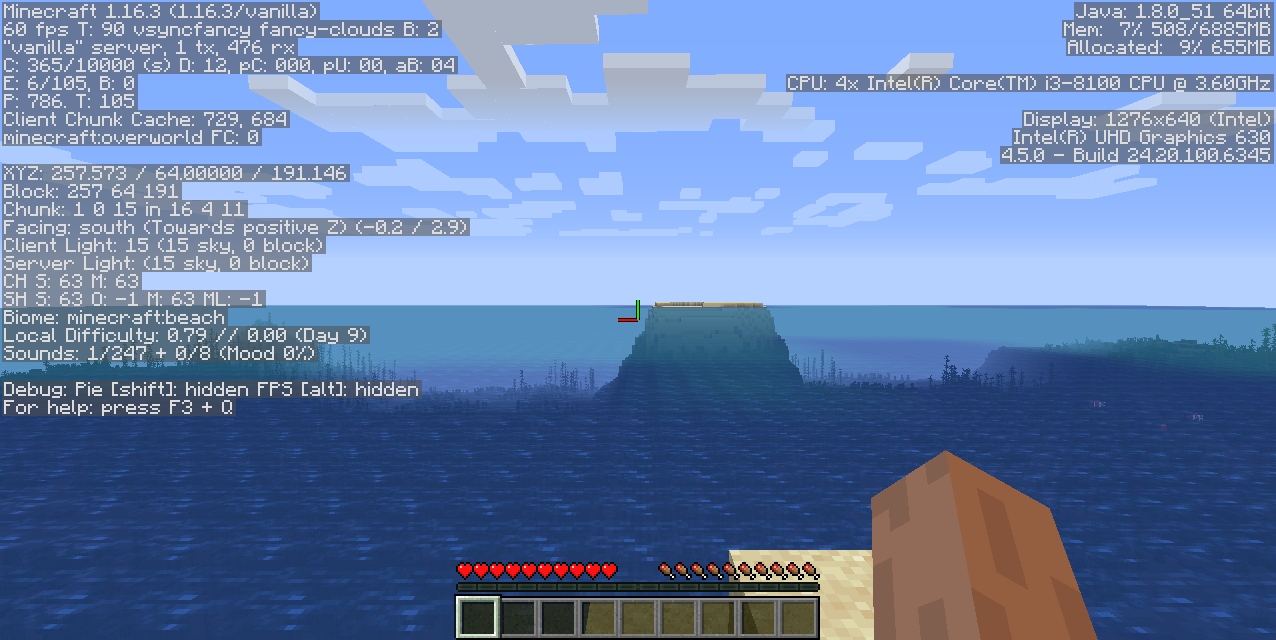 Minecraft 1.16.3 (1.16.3/vanilla)
60 fps T: 90 vsyncfancy fancy-clouds B: 2
"vanilla" server, 1 tx, 476 rx
C: 365/10000 (s) D: 12, pC: 000, pU: 00, aB: 04
E: 6/105, B: 0
P: 786. T: 105
Client Chunk Cache: 729, 684
minecraft:overworld FC: 0
XYZ: 257.573 / 64.00000 / 191.146
Block: 257 64 191
Chunk: 1 0 15 in 16 4 11
Facing: south (Towards positive Z) (-0.2 / 2.9)
Client Light: 15 (15 sky, 0 block)
Server Light: (15 sky, 0 block)
CH S: 63 M: 63
SH S: 63 O: -1 M: 63 ML: -1
Biome: minecraft:beach
Local Difficulty: 0.79 // 0.00 (Day 9)
Sounds: 1/247 + 0/8 (Mood 0%)
Debug: Pie [shift]: hidden FPS [alt]: hidden
For help: press F3 + Q
Java: 1.8.0_51 64bit
Mem: 7% 508/6885MB
Allocated: 9% 655MB
CPU: 4x Intel(R) Core(TM) i3-8100 CPU @ 3.60GHz
Display: 1276x640 (Intel)
Intel(R) UHD Graphics 630
4.5.0 - Build 24.20.100.6345